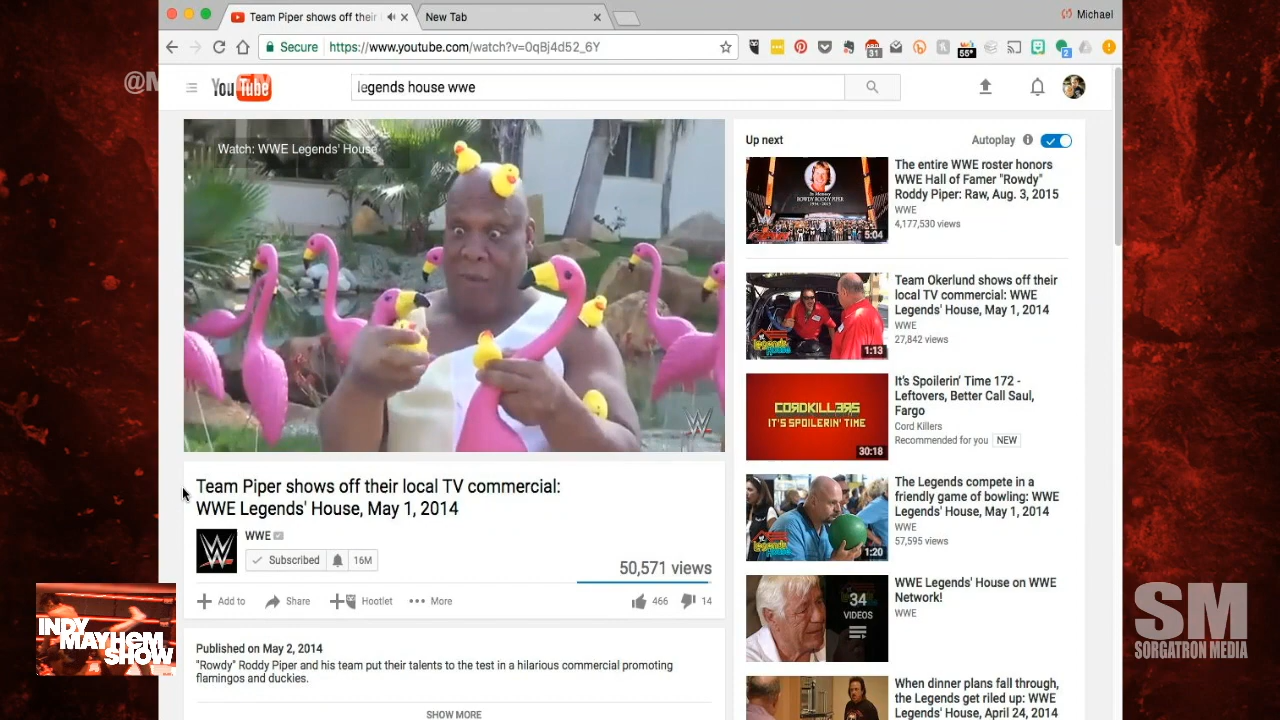 Team Piper shows off their
New Tab
Michael
Secure
https://www.youtube.com/watch?v=0qBj4d52_6Y
31
55*
2
@M
YouTube
legends house wwe
Watch: WWE Legends' House
Up next
Autoplay
ROWDY RODDY PIPER
5:04
The entire WWE roster honors
WWE Hall of Famer "Rowdy"
Roddy Piper: Raw, Aug. 3, 2015
WWE
4,177,530 views
1:13
Team Okerlund shows off their
local TV commercial: WWE
Legends' House, May 1, 2014
WWE
27,842 views
CORDKILLERS
IT'S SPOILERIN' TIME
30:18
It's Spoilerin' Time 172 -
Leftovers, Better Call Saul,
Fargo
Cord Killers
Recommended for you NEW
1:20
The Legends compete in a
friendly game of bowling: WWE
Legends' House, May 1, 2014
WWE
57,595 views
34
VIDEOS
WWE Legends' House on WWE
Network!
WWE
When dinner plans fall through,
the Legends get riled up: WWE
Legends' House, April 24, 2014
Team Piper shows off their local TV commercial:
WWE Legends' House, May 1, 2014
WWE
Subscribed
16M
50,571 views
Add to
Share
Hootlet
More
466
14
Published on May 2, 2014
"Rowdy" Roddy Piper and his team put their talents to the test in a hilarious commercial promoting
flamingos and duckies.
SHOW MORE
INDY
MAYHEM
SHOW
SM
SORGATRON MEDIA